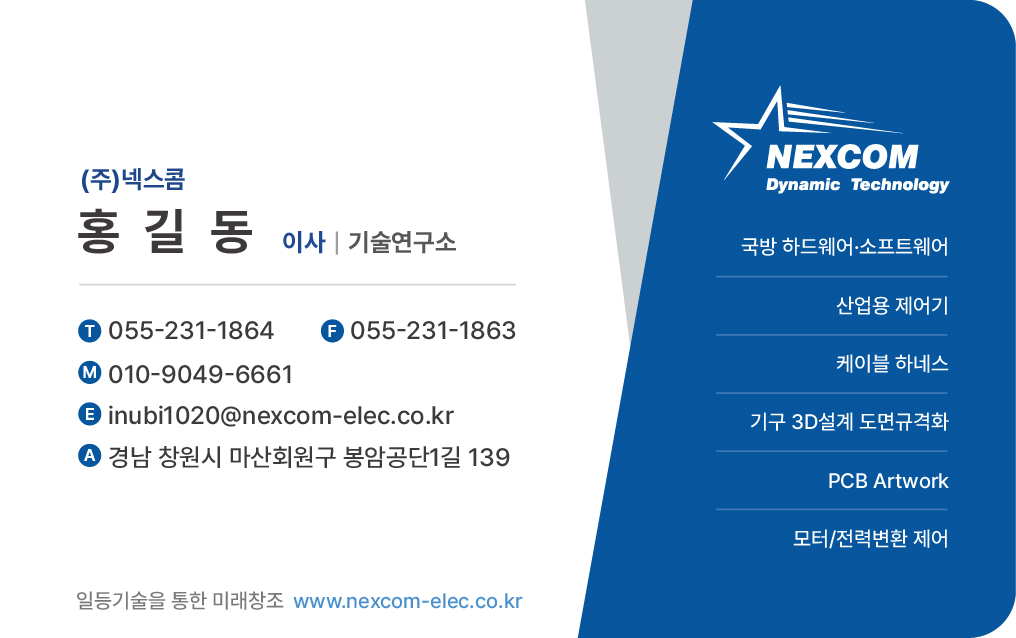 (주)넥스콤
홍 길 동 이사 | 기술연구소
T 055-231-1864 F 055-231-1863
M 010-9049-6661
E inubi1020@nexcom-elec.co.kr
A 경남 창원시 마산회원구 봉암공단1길 139
일등기술을 통한 미래창조 www.nexcom-elec.co.kr
NEXCOM
Dynamic Technology
국방 하드웨어·소프트웨어
산업용 제어기
케이블 하네스
기구 3D설계 도면규격화
PCB Artwork
모터/전력변환 제어